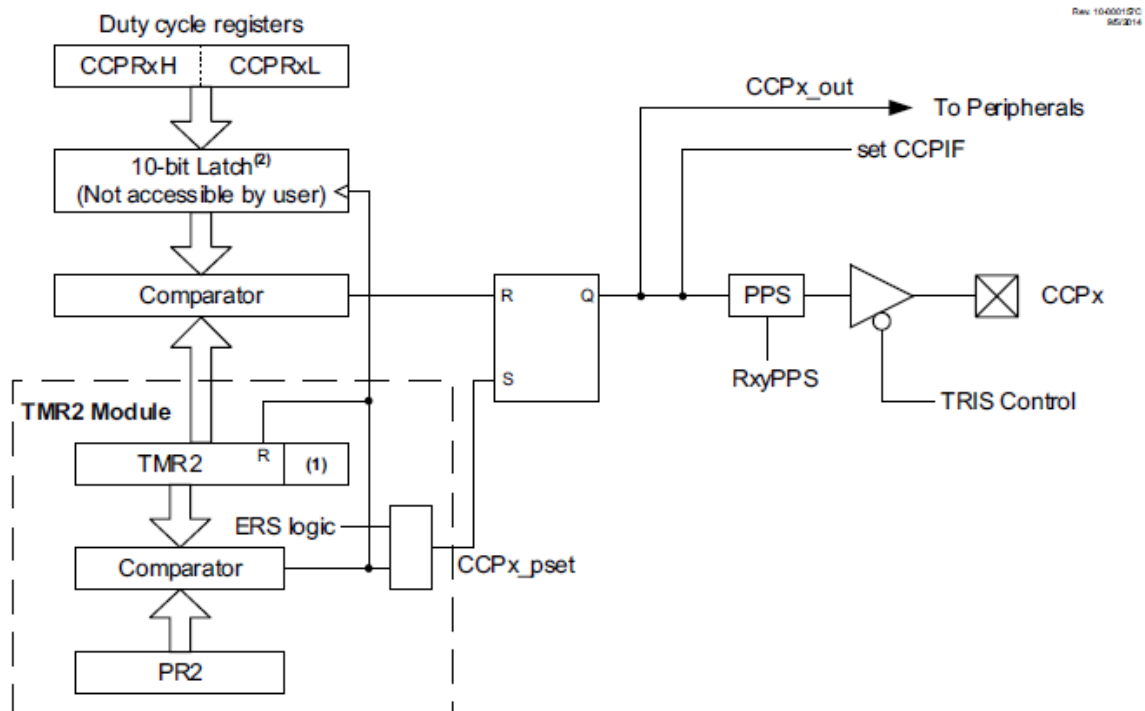 Duty cycle registers
CCPRxH CCPRxL
10-bit Latch(2)
(Not accessible by user)
Comparator
TMR2 Module
TMR2 R (1)
ERS logic
Comparator
CCPx_pset
PR2
R Q
S
CCPx_out
To Peripherals
set CCPIF
PPS
RxyPPS
CCPx
TRIS Control